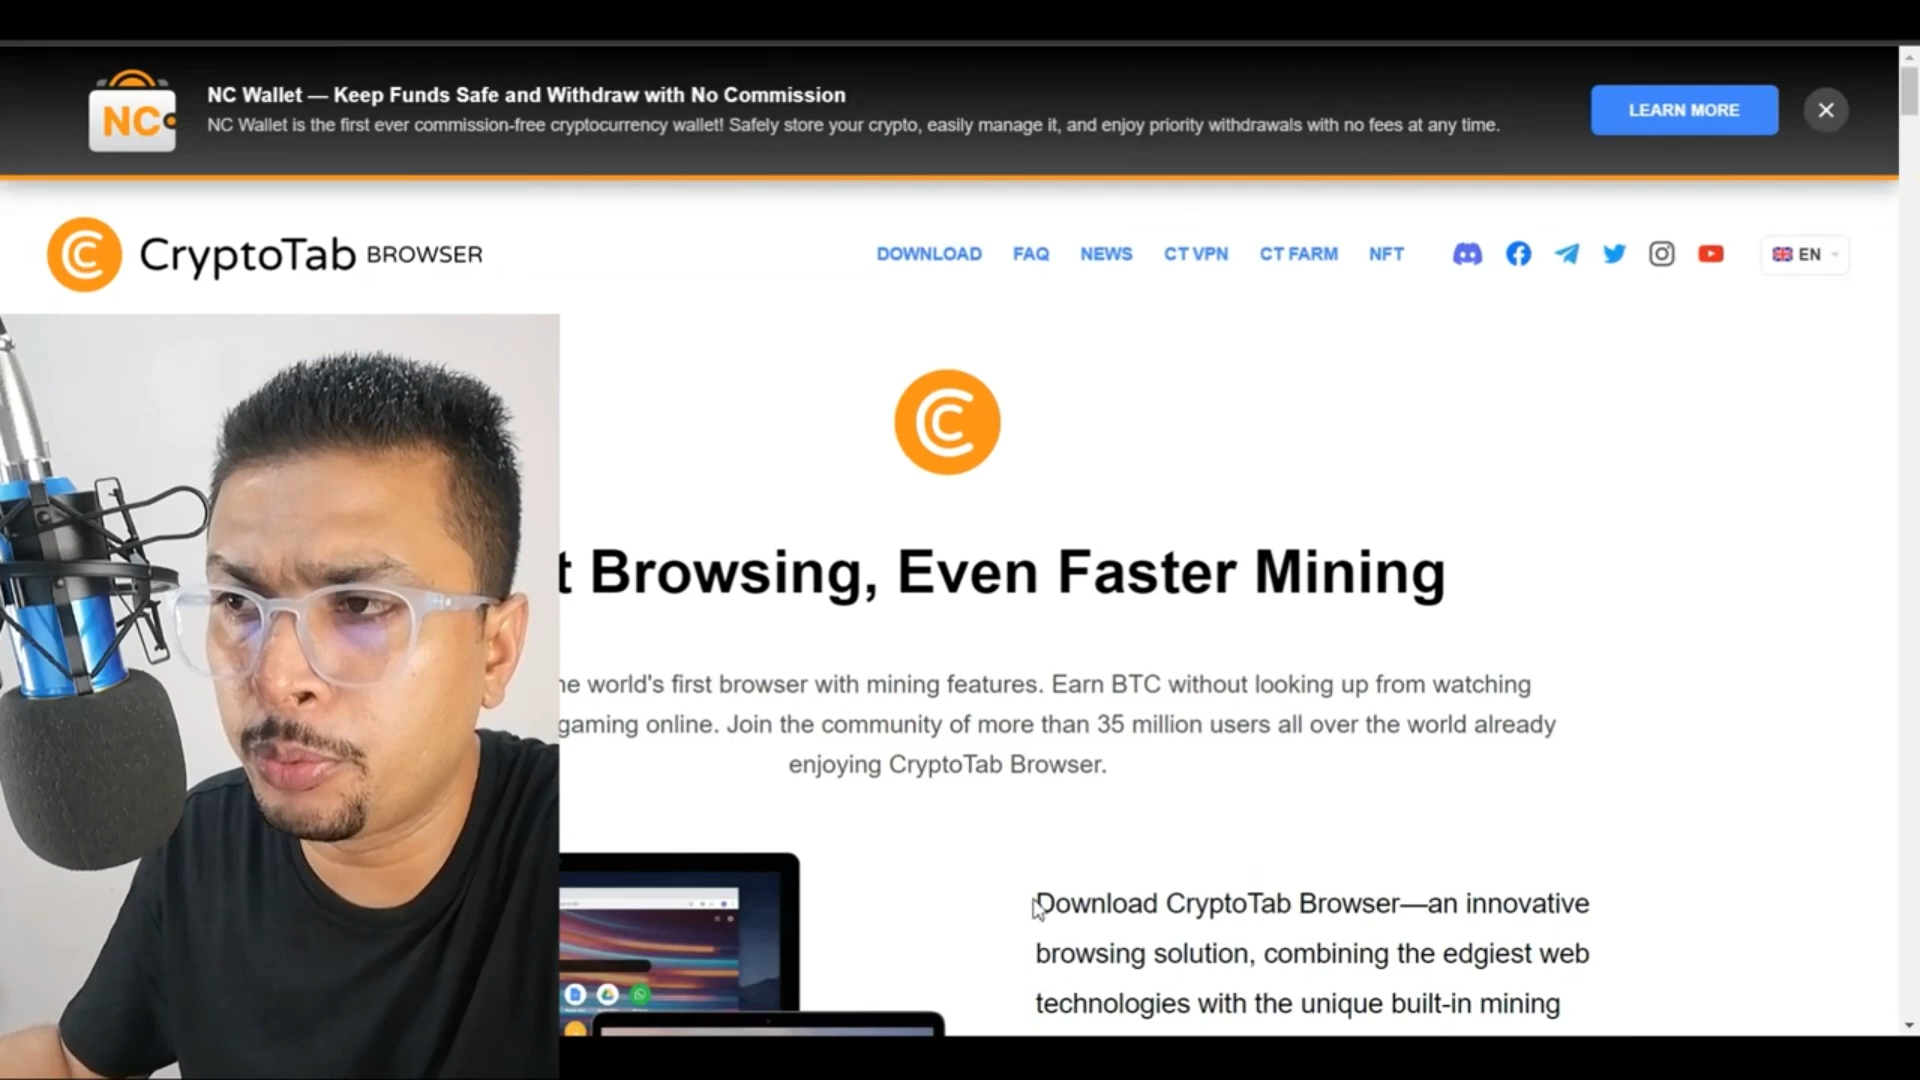 NC
NC Wallet — Keep Funds Safe and Withdraw with No Commission
NC Wallet is the first ever commission-free cryptocurrency wallet! Safely store your crypto, easily manage it, and enjoy priority withdrawals with no fees at any time.
LEARN MORE
CryptoTab BROWSER
DOWNLOAD FAQ NEWS CT VPN CT FARM NFT EN
t Browsing, Even Faster Mining
he world's first browser with mining features. Earn BTC without looking up from watching
gaming online. Join the community of more than 35 million users all over the world already
enjoying CryptoTab Browser.
Download CryptoTab Browser—an innovative
browsing solution, combining the edgiest web
technologies with the unique built-in mining